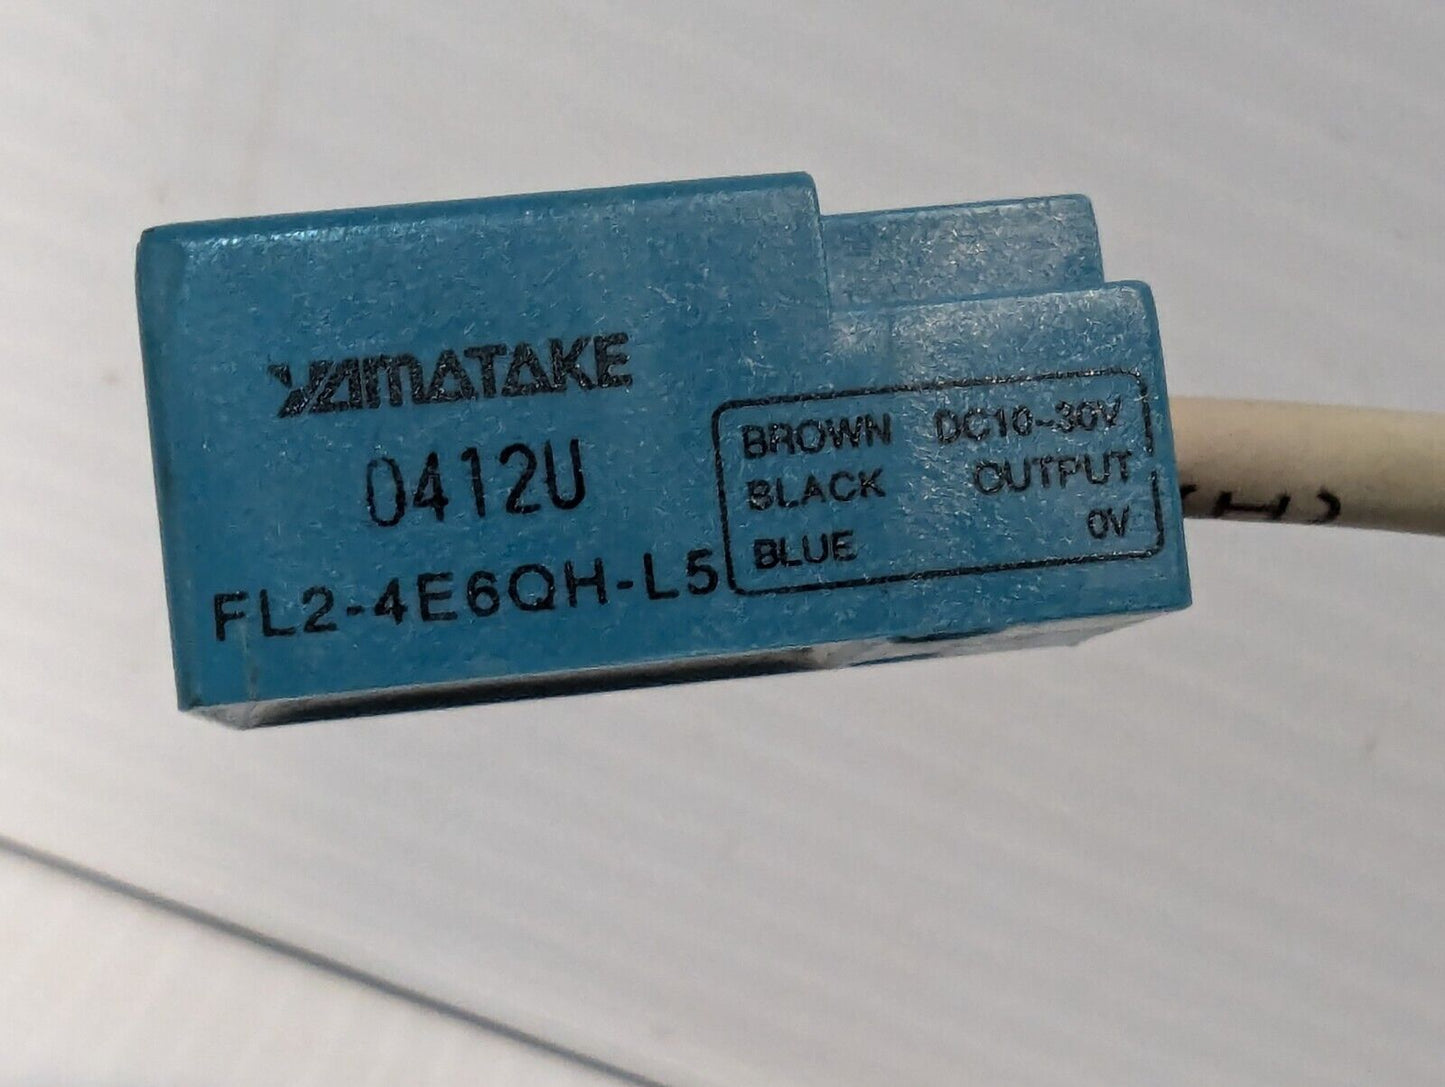 YAMATAKE
0412U
FL2-4E6QH-L5
BROWN DC10~30V
BLACK OUTPUT
BLUE 0V